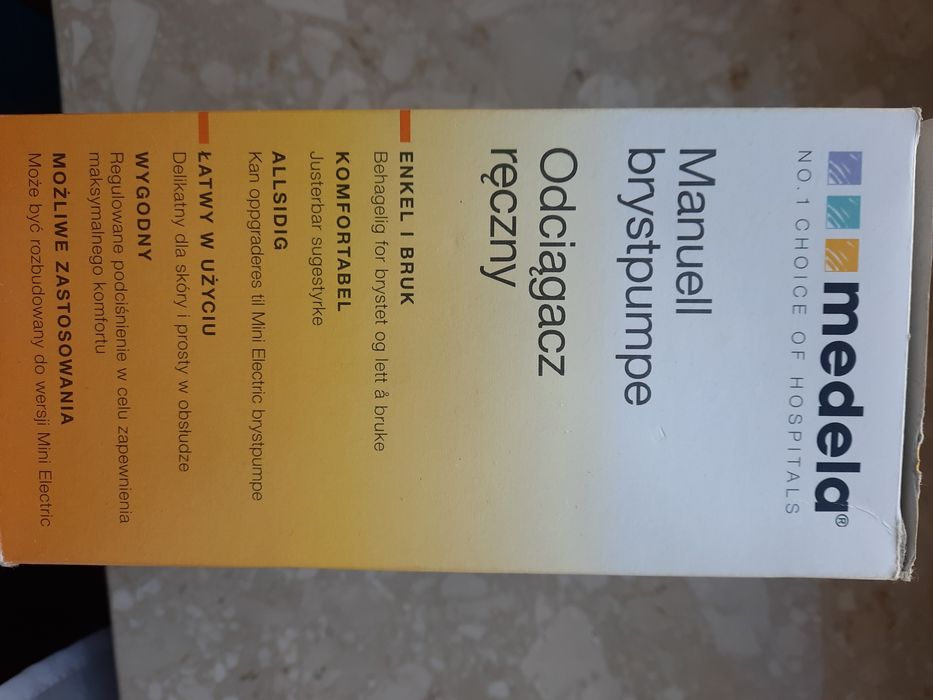 medela®
NO. 1 CHOICE OF HOSPITALS
Manuell
brystpumpe
Odciągacz
ręczny
ENKEL I BRUK
Behagelig for brystet og lett å bruke
KOMFORTABEL
Justerbar sugestyrke
ALLSIDIG
Kan oppgraderes til Mini Electric brystpumpe
ŁATWY W UŻYCIU
Delikatny dla skóry i prosty w obsłudze
WYGODNY
Regulowane podciśnienie w celu zapewnienia
maksymalnego komfortu
MOŻLIWE ZASTOSOWANIA
Może być rozbudowany do wersji Mini Electric